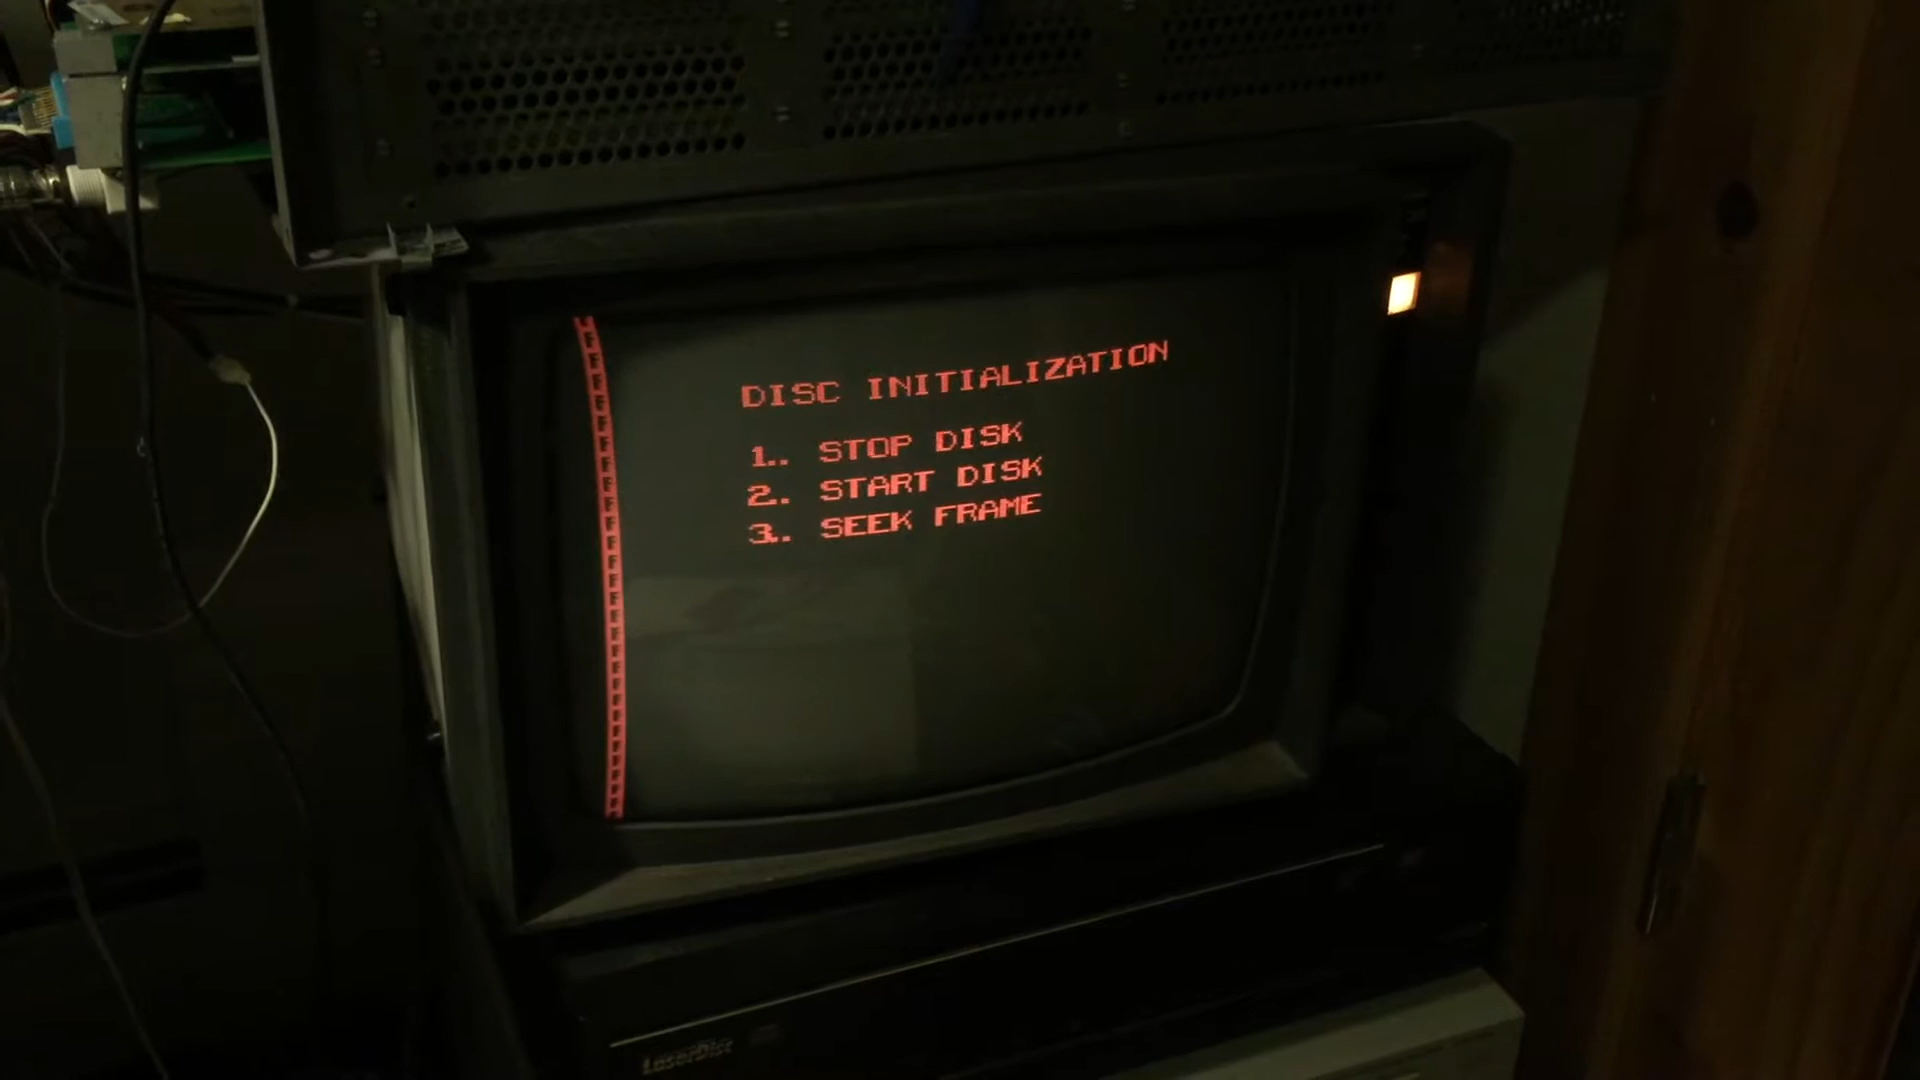 DISC INITIALIZATION
1.. STOP DISK
2.. START DISK
3.. SEEK FRAME
LaserDisc